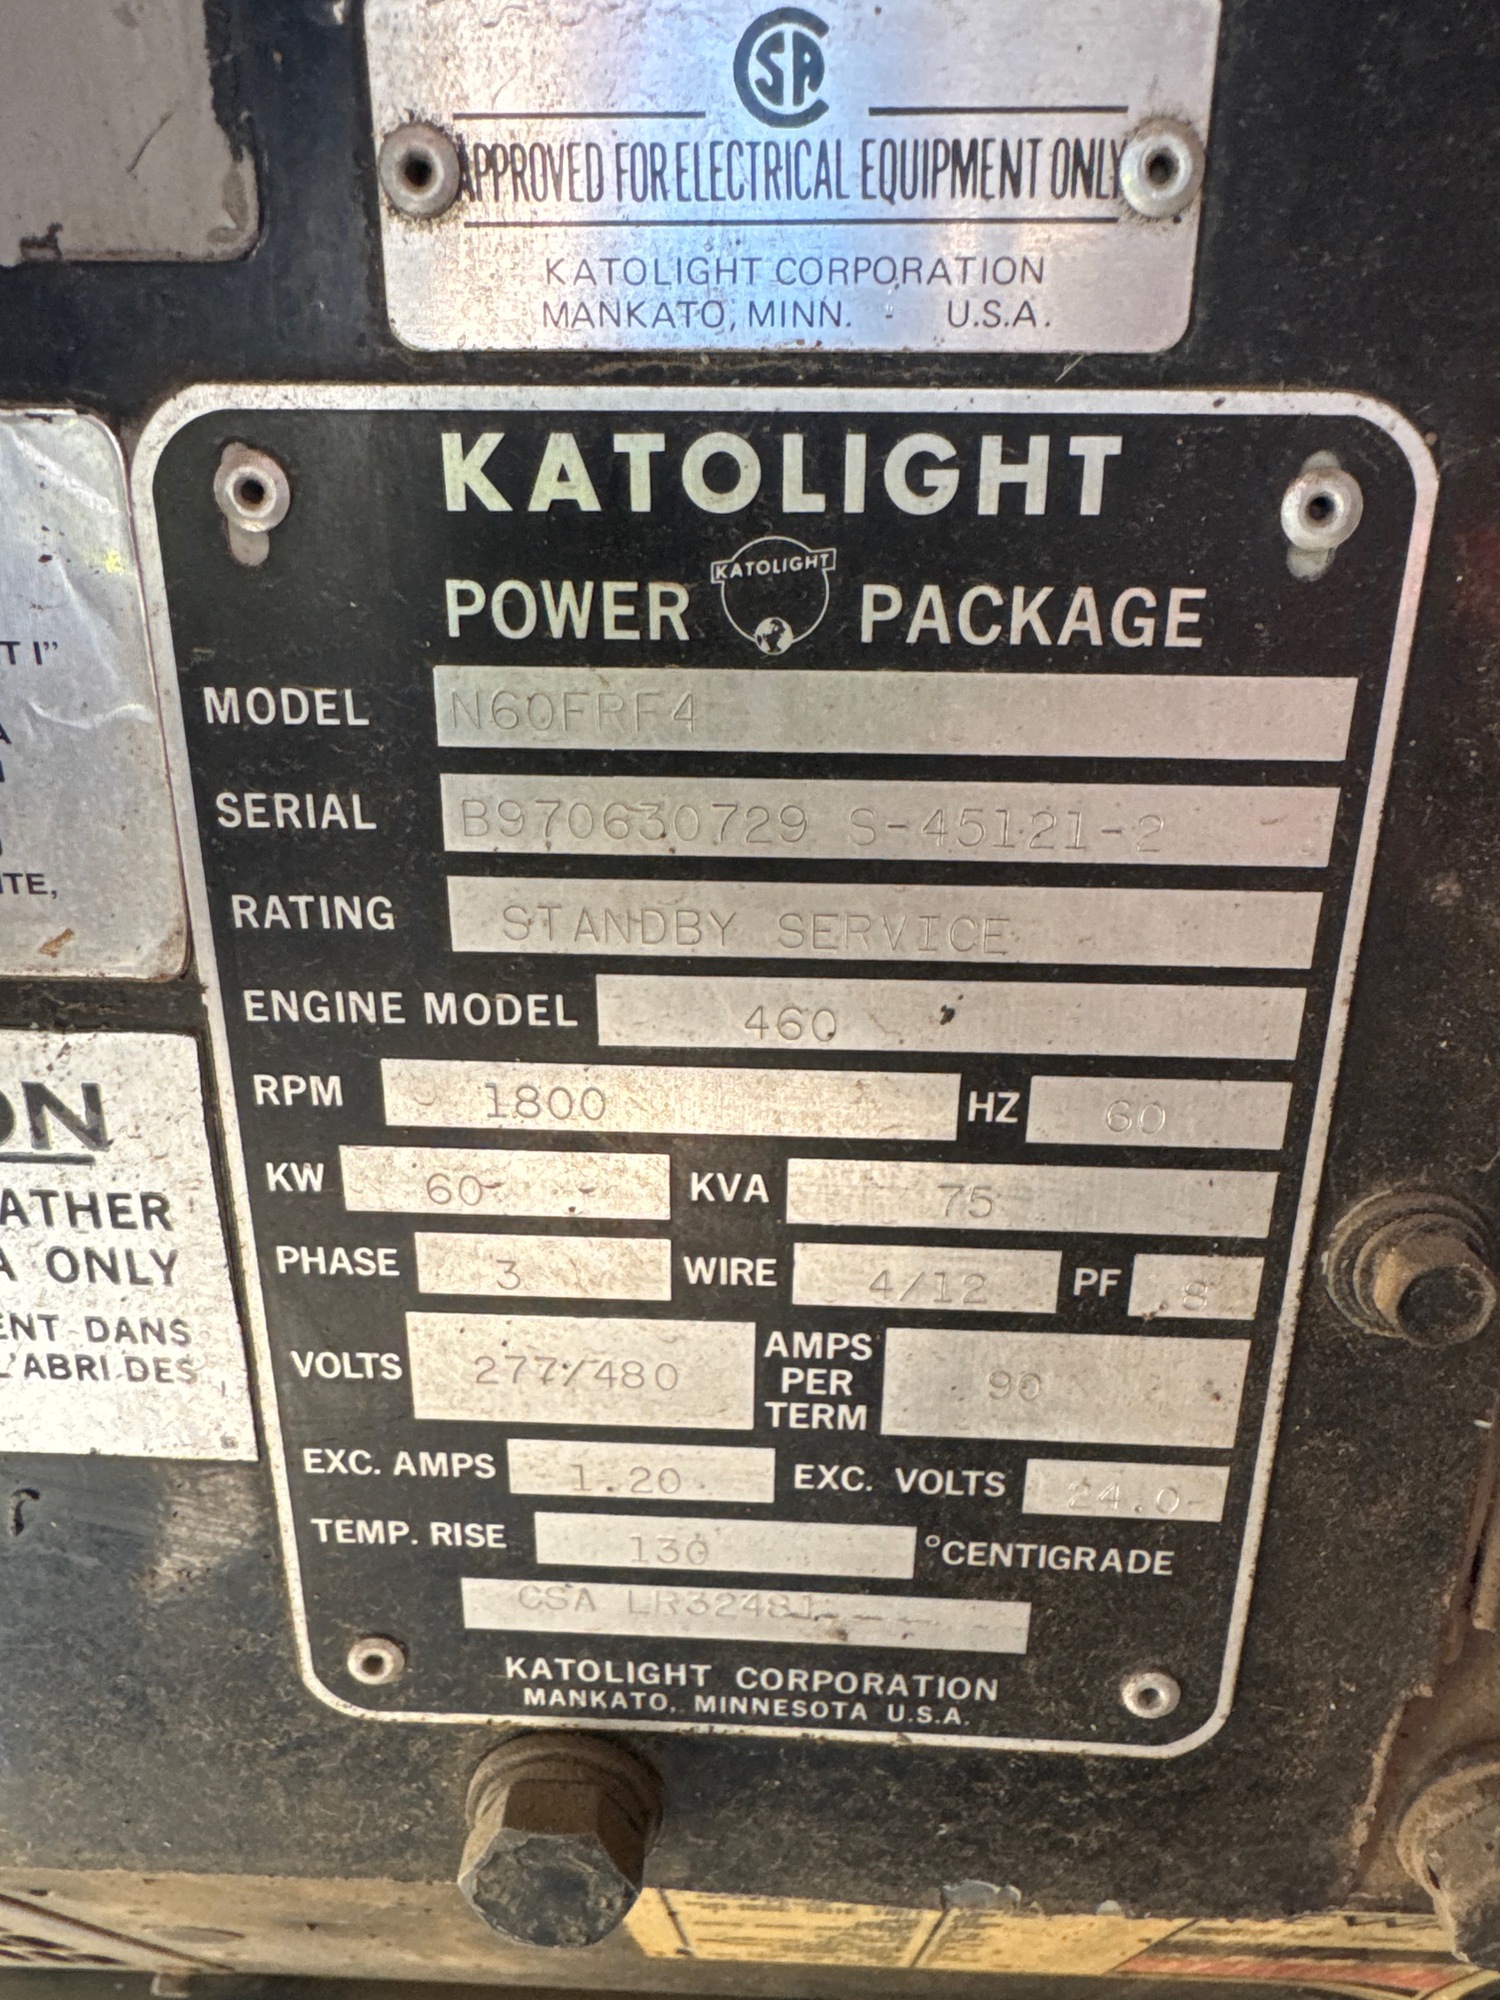 CSA
APPROVED FOR ELECTRICAL EQUIPMENT ONLY
KATOLIGHT CORPORATION
MANKATO, MINN. - U.S.A.
KATOLIGHT
POWER KATOLIGHT PACKAGE
MODEL N60FRF4
SERIAL B970630729 S-45121-2
RATING STANDBY SERVICE
ENGINE MODEL 460
RPM 1800 HZ 60
KW 60 KVA 75
PHASE 3 WIRE 4/12 PF .8
VOLTS 277/480 AMPS PER TERM 90
EXC. AMPS 1.20 EXC. VOLTS 24.0
TEMP. RISE 130 °CENTIGRADE
CSA LR32481
KATOLIGHT CORPORATION
MANKATO, MINNESOTA U.S.A.
T I"
A
ITE,
ON
ATHER
A ONLY
ENT DANS
L'ABRI DES